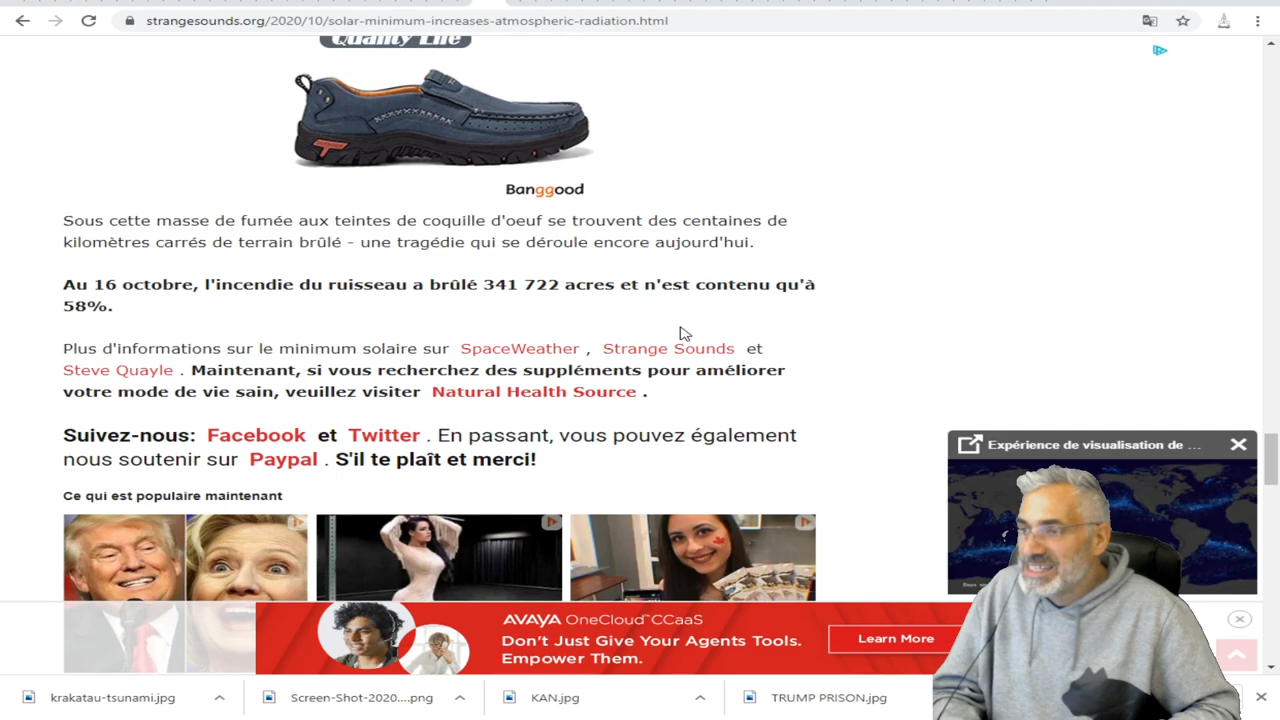 strangesounds.org/2020/10/solar-minimum-increases-atmospheric-radiation.html
Quality Life
Banggood
Sous cette masse de fumée aux teintes de coquille d'oeuf se trouvent des centaines de
kilomètres carrés de terrain brûlé - une tragédie qui se déroule encore aujourd'hui.
Au 16 octobre, l'incendie du ruisseau a brûlé 341 722 acres et n'est contenu qu'à
58%.
Plus d'informations sur le minimum solaire sur SpaceWeather , Strange Sounds et
Steve Quayle . Maintenant, si vous recherchez des suppléments pour améliorer
votre mode de vie sain, veuillez visiter Natural Health Source .
Suivez-nous: Facebook et Twitter . En passant, vous pouvez également
nous soutenir sur Paypal . S'il te plaît et merci!
Expérience de visualisation de ...
Ce qui est populaire maintenant
AVAYA OneCloud™CCaaS
Don't Just Give Your Agents Tools.
Empower Them.
Learn More
krakatau-tsunami.jpg
Screen-Shot-2020....png
KAN.jpg
TRUMP PRISON.jpg